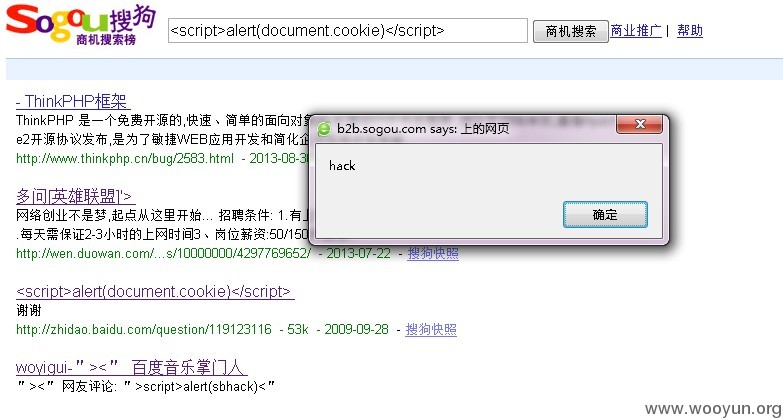 Sogou搜狗
商机搜索榜
<script>alert(document.cookie)</script>
商机搜索 商业推广 | 帮助
- ThinkPHP框架
ThinkPHP 是一个免费开源的,快速、简单的面向对象
e2开源协议发布,是为了敏捷WEB应用开发和简化企
http://www.thinkphp.cn/bug/2583.html - 2013-08-30
b2b.sogou.com says: 上的网页
hack
确定
多问[英雄联盟]'>
网络创业不是梦,起点从这里开始... 招聘条件: 1.有上
.每天需保证2-3小时的上网时间3、岗位薪资:50/150
http://wen.duowan.com/...s/10000000/4297769652/ - 2013-07-22 - 搜狗快照
<script>alert(document.cookie)</script>
谢谢
http://zhidao.baidu.com/question/119123116 - 53k - 2009-09-28 - 搜狗快照
woyigui-＂><＂ 百度音乐掌门人
＂><＂ 网友评论: ＂>script>alert(sbhack)<＂
www.wooyun.org